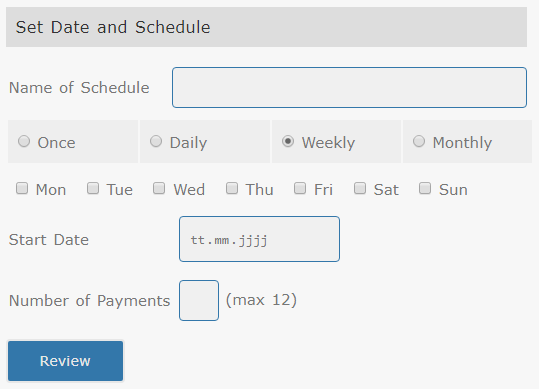 Set Date and Schedule
Name of Schedule
Once Daily Weekly Monthly
Mon Tue Wed Thu Fri Sat Sun
Start Date tt.mm.jjjj
Number of Payments (max 12)
Review